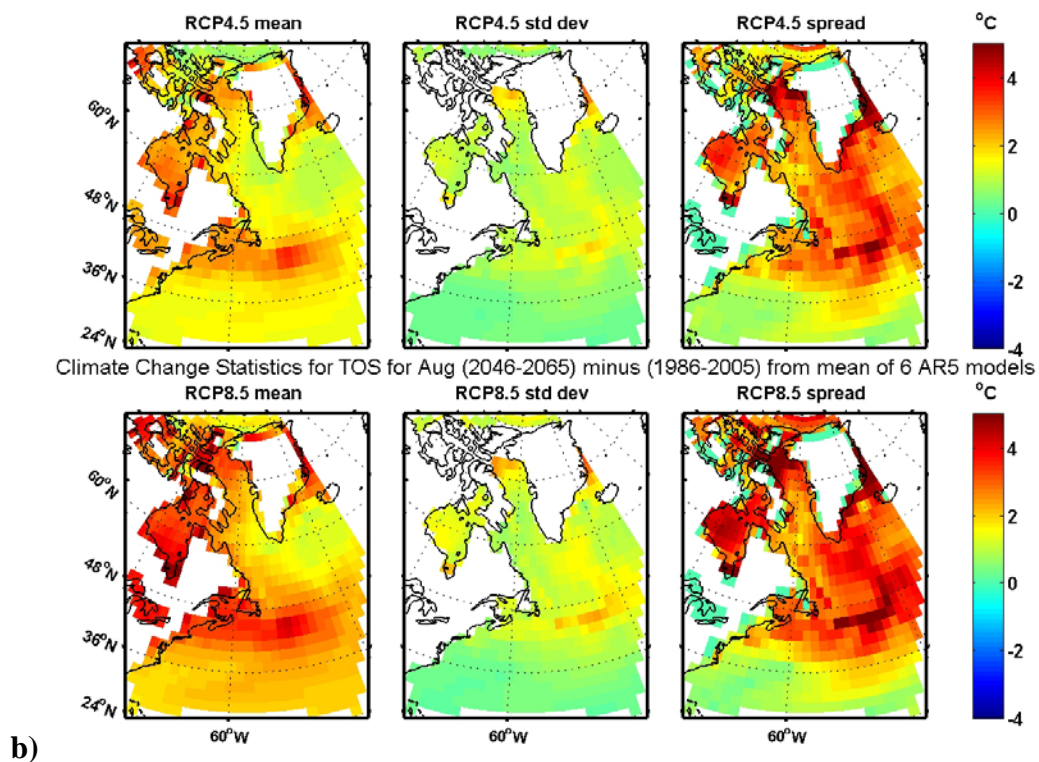 RCP4.5 mean RCP4.5 std dev RCP4.5 spread °C
60°N
48°N
36°N
24°N
4
2
0
-2
-4
Climate Change Statistics for TOS for Aug (2046-2065) minus (1986-2005) from mean of 6 AR5 models
RCP8.5 mean RCP8.5 std dev RCP8.5 spread °C
60°N
48°N
36°N
24°N
4
2
0
-2
-4
60°W
60°W
60°W
b)